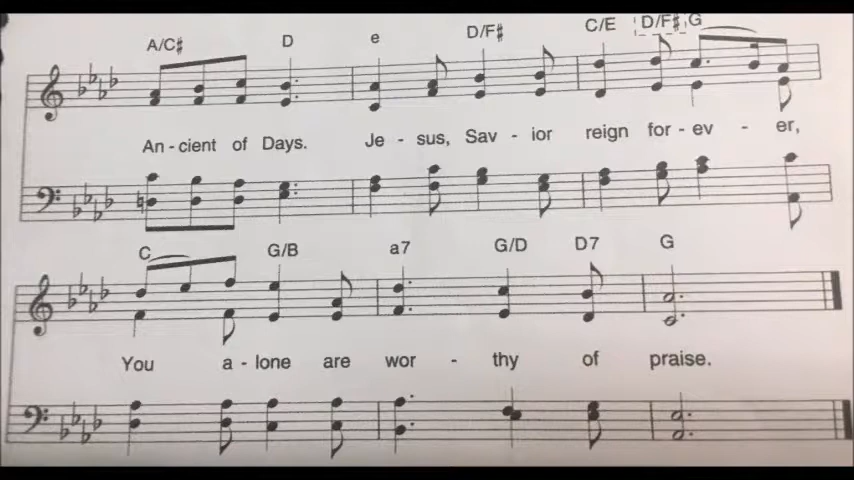 A/C♯ D e D/F♯ C/E D/F♯ G
An - cient of Days. Je - sus, Sav - ior reign for - ev - er,
C G/B a7 G/D D7 G
You a - lone are wor - thy of praise.